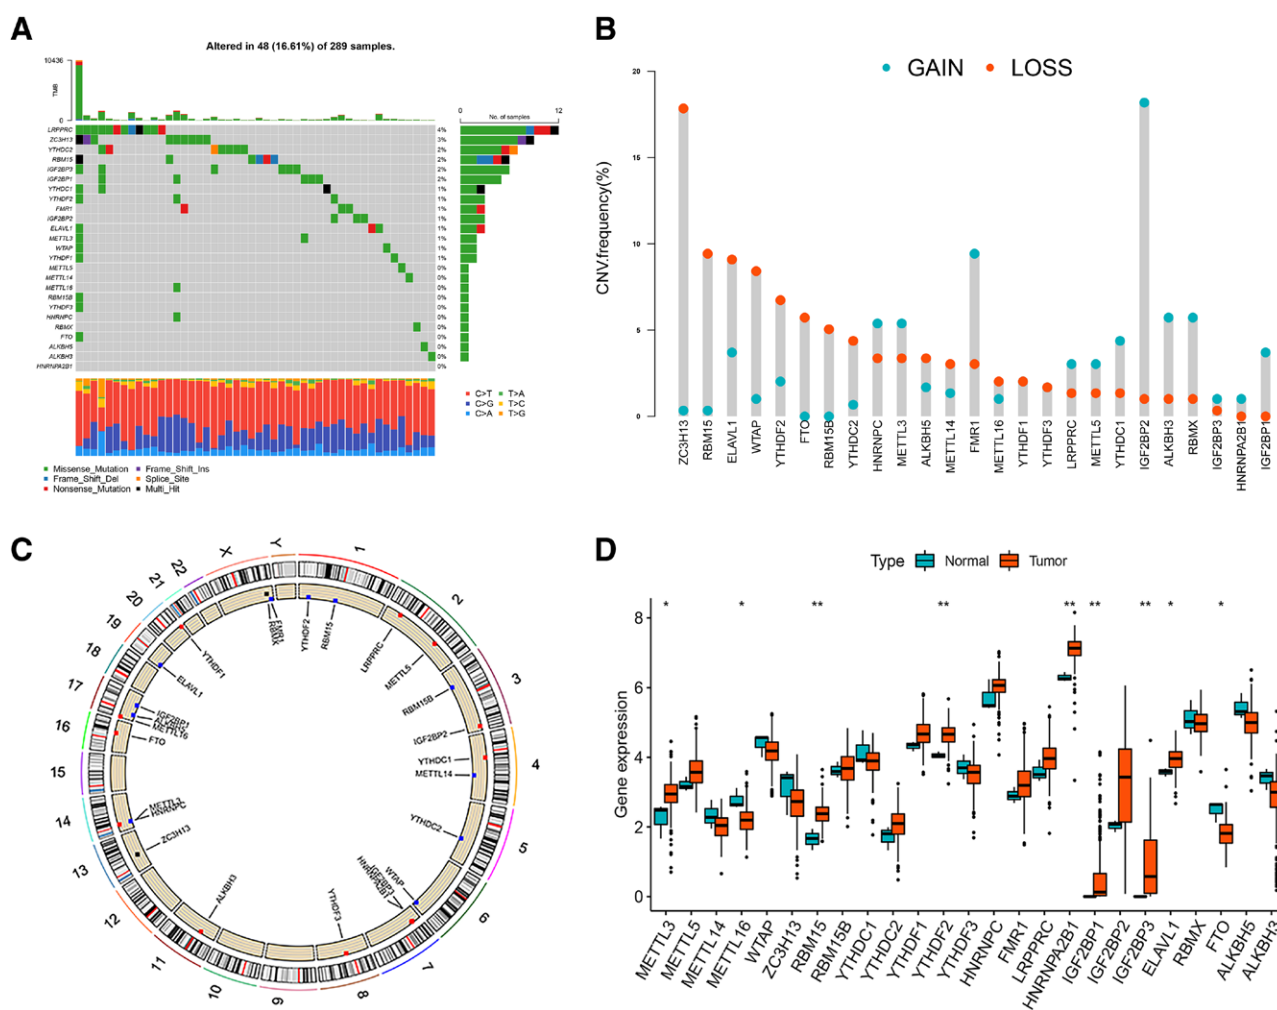 A
Altered in 48 (16.61%) of 289 samples.
10436
TMB
0
0 12
No. of samples
LRPPRC 4%
ZC3H13 3%
YTHDC2 2%
RBM15 2%
IGF2BP3 2%
IGF2BP1 2%
YTHDC1 1%
YTHDF2 1%
FMR1 1%
IGF2BP2 1%
ELAVL1 1%
METTL3 1%
WTAP 1%
YTHDF1 1%
METTL5 0%
METTL14 0%
METTL16 0%
RBM15B 0%
YTHDF3 0%
HNRNPC 0%
RBMX 0%
FTO 0%
ALKBH5 0%
ALKBH3 0%
HNRNPA2B1 0%
C>T T>A
C>G T>C
C>A T>G
Missense_Mutation Frame_Shift_Ins
Frame_Shift_Del Splice_Site
Nonsense_Mutation Multi_Hit
B
GAIN LOSS
CNV.frequency(%)
20
15
10
5
0
ZC3H13
RBM15
ELAVL1
WTAP
YTHDF2
FTO
RBM15B
YTHDC2
HNRNPC
METTL3
ALKBH5
METTL14
FMR1
METTL16
YTHDF1
YTHDF3
LRPPRC
METTL5
YTHDC1
IGF2BP2
ALKBH3
RBMX
IGF2BP3
HNRNPA2B1
IGF2BP1
C
1
2
3
4
5
6
7
8
9
10
11
12
13
14
15
16
17
18
19
20
21
22
X
Y
YTHDF2
RBM15
LRPPRC
METTL5
RBM15B
IGF2BP2
YTHDC1
METTL14
YTHDC2
WTAP
IGF2BP3
HNRNPA2B1
YTHDF3
ALKBH3
ZC3H13
METTL3
HNRNPC
FTO
METTL16
ALKBH5
IGF2BP1
ELAVL1
YTHDF1
FMR1
RBMX
D
Type Normal Tumor
Gene expression
8
6
4
2
0
* * ** ** ** ** ** * *
METTL3
METTL5
METTL14
METTL16
WTAP
ZC3H13
RBM15
RBM15B
YTHDC1
YTHDC2
YTHDF1
YTHDF2
YTHDF3
HNRNPC
FMR1
LRPPRC
HNRNPA2B1
IGF2BP1
IGF2BP2
IGF2BP3
ELAVL1
RBMX
FTO
ALKBH5
ALKBH3